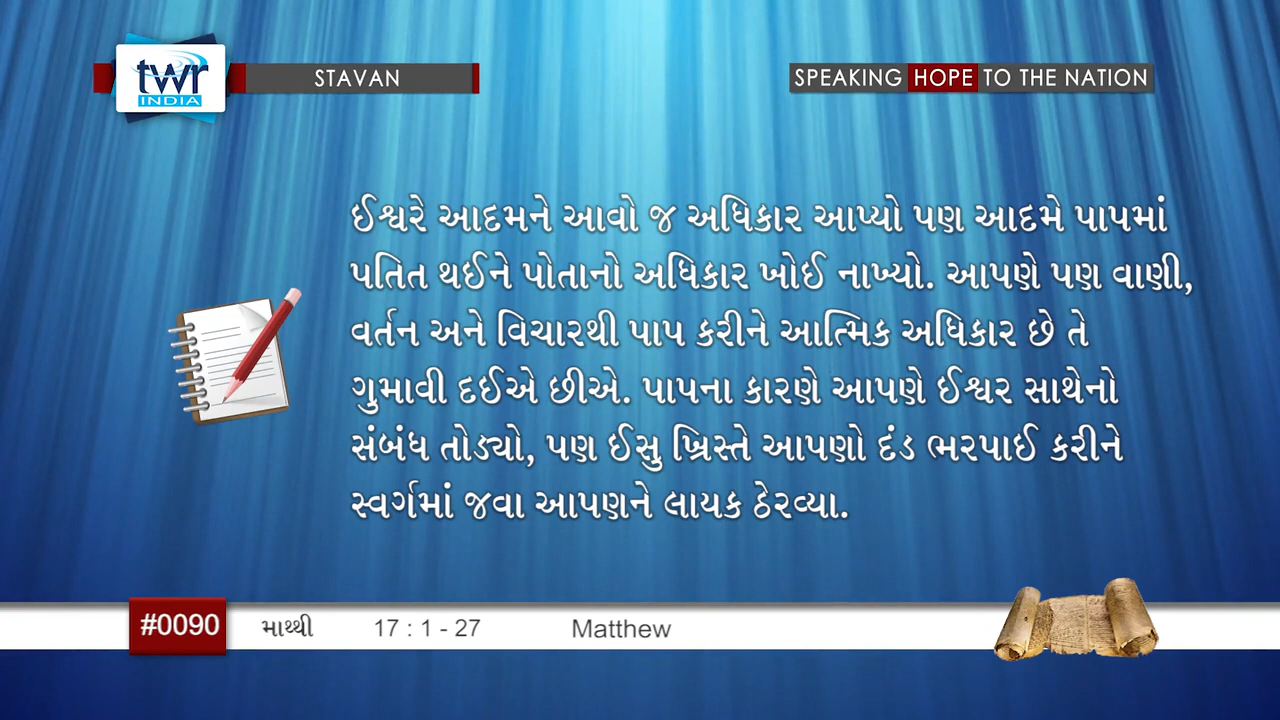 twr
INDIA
STAVAN
SPEAKING HOPE TO THE NATION
ઈશ્વરે આદમને આવો જ અધિકાર આપ્યો પણ આદમે પાપમાં
પતિત થઈને પોતાનો અધિકાર ખોઈ નાખ્યો. આપણે પણ વાણી,
વર્તન અને વિચારથી પાપ કરીને આત્મિક અધિકાર છે તે
ગુમાવી દઈએ છીએ. પાપના કારણે આપણે ઈશ્વર સાથેનો
સંબંધ તોડ્યો, પણ ઈસુ ખ્રિસ્તે આપણો દંડ ભરપાઈ કરીને
સ્વર્ગમાં જવા આપણને લાયક ઠેરવ્યા.
#0090 માથ્થી 17 : 1 - 27 Matthew